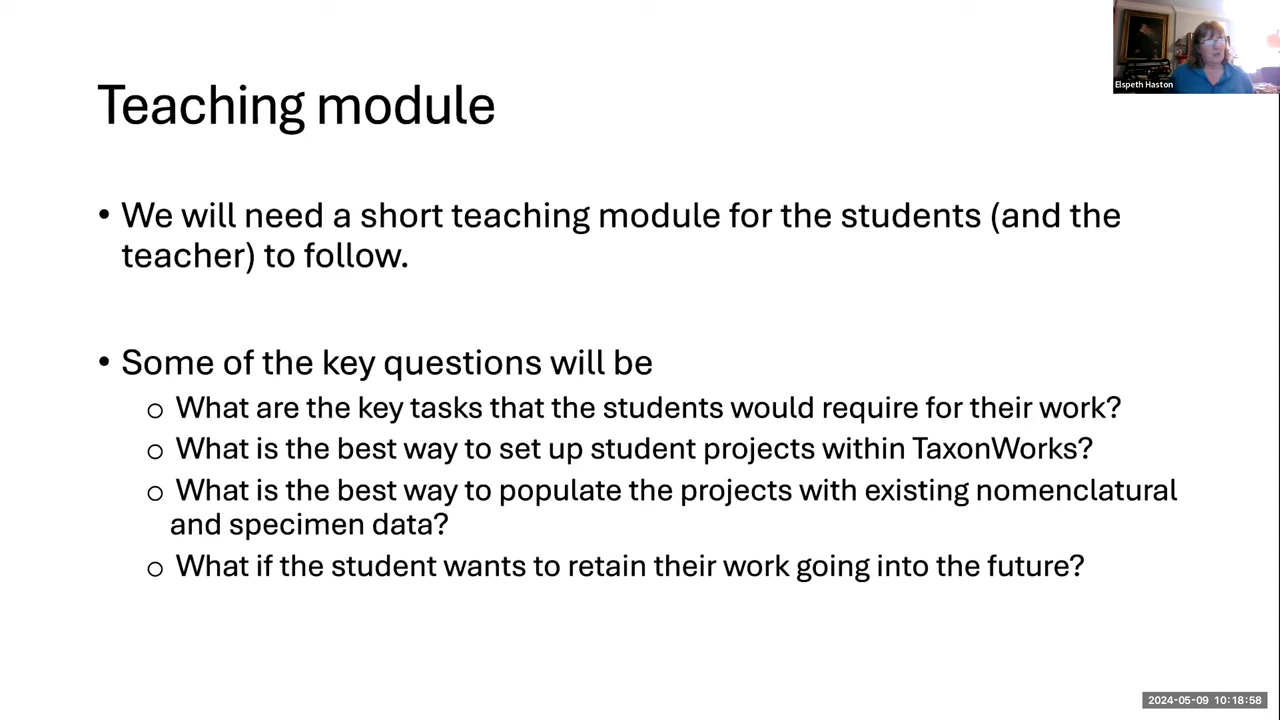 Elspeth Haston
Teaching module
• We will need a short teaching module for the students (and the
teacher) to follow.
• Some of the key questions will be
o What are the key tasks that the students would require for their work?
o What is the best way to set up student projects within TaxonWorks?
o What is the best way to populate the projects with existing nomenclatural
and specimen data?
o What if the student wants to retain their work going into the future?
2024-05-09 10:18:58